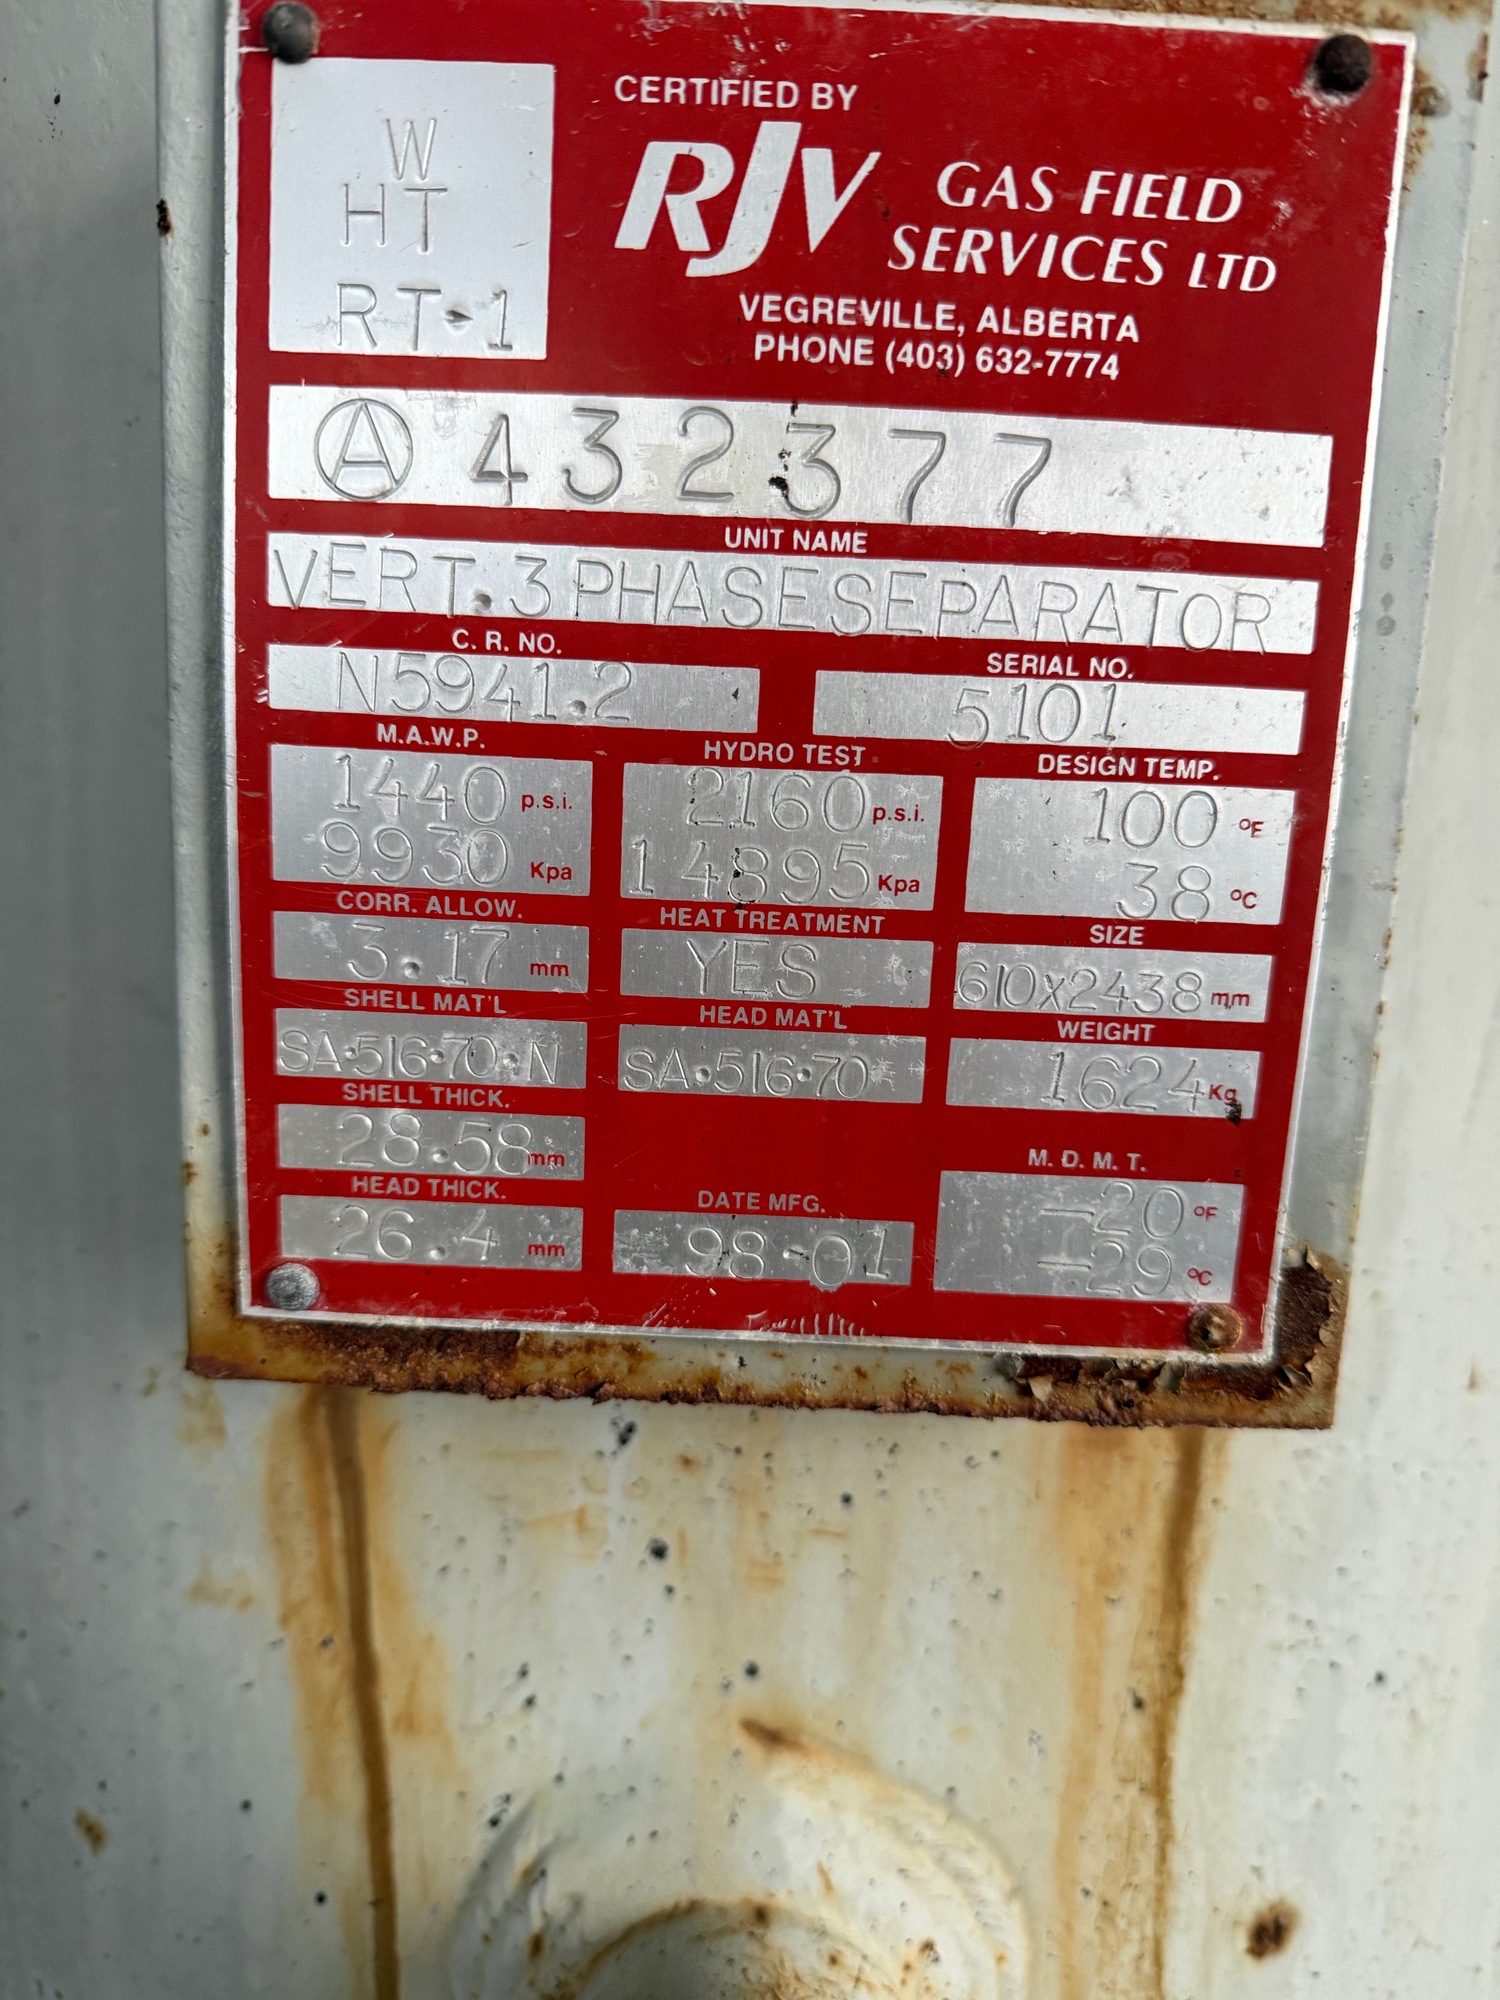 W
HT
RT-1
CERTIFIED BY
RJV GAS FIELD
SERVICES LTD
VEGREVILLE, ALBERTA
PHONE (403) 632-7774
Ⓐ 432377
UNIT NAME
VERT. 3 PHASE SEPARATOR
C. R. NO. SERIAL NO.
N5941.2 5101
M.A.W.P. HYDRO TEST DESIGN TEMP.
1440 p.s.i. 2160 p.s.i. 100 °F
9930 Kpa 14895 Kpa 38 °C
CORR. ALLOW. HEAT TREATMENT SIZE
3.17 mm YES 610x2438 mm
SHELL MAT'L HEAD MAT'L WEIGHT
SA·516·70·N SA·516·70 1624 Kg
SHELL THICK.
28.58 mm
M. D. M. T.
HEAD THICK. DATE MFG. -20 °F
26.4 mm 98-01 -29 °C